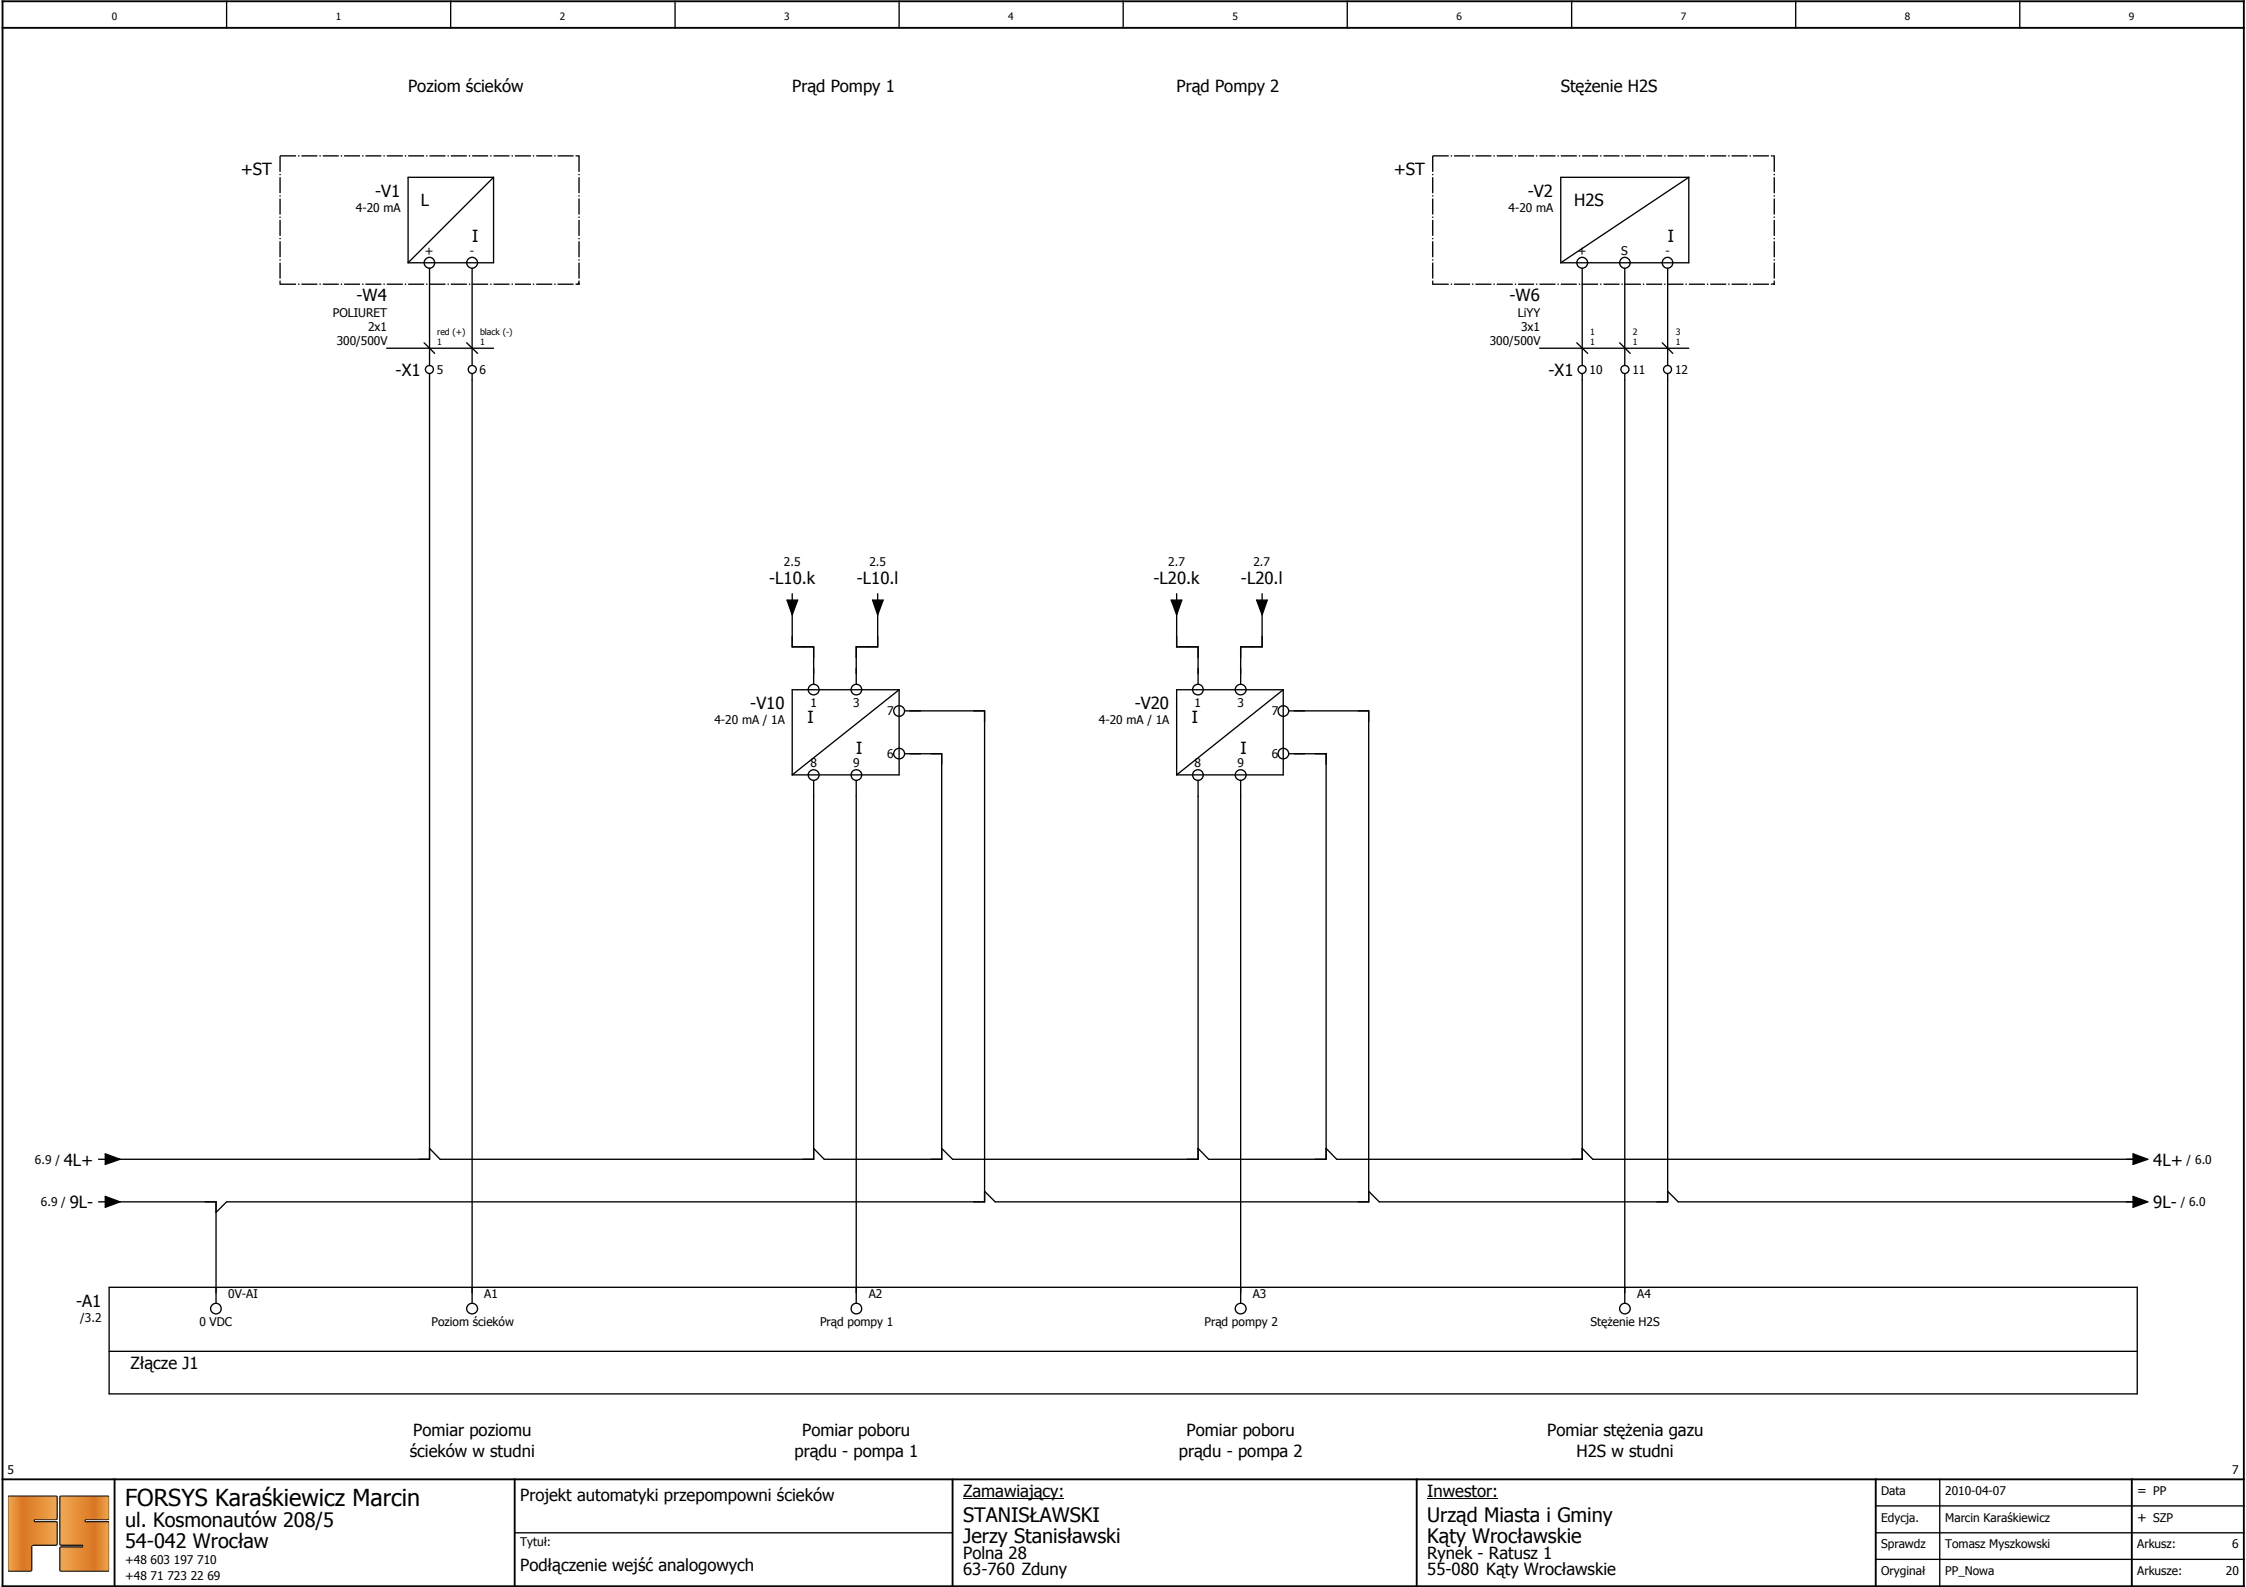 0 1 2 3 4 5 6 7 8 9
Poziom ścieków Prąd Pompy 1 Prąd Pompy 2 Stężenie H2S
+ST
-V1
4-20 mA
L
I
+ -
-W4
POLIURET
2x1
300/500V
red (+) black (-)
1 1
-X1 5 6
+ST
-V2
4-20 mA
H2S
I
+ S -
-W6
LiYY
3x1
300/500V
1 2 3
1 1 1
-X1 10 11 12
2.5 2.5
-L10.k -L10.l
-V10
4-20 mA / 1A
1 3
I
7
I 6
8 9
2.7 2.7
-L20.k -L20.l
-V20
4-20 mA / 1A
1 3
I
7
I 6
8 9
6.9 / 4L+ 4L+ / 6.0
6.9 / 9L- 9L- / 6.0
-A1
/3.2
0V-AI A1 A2 A3 A4
0 VDC Poziom ścieków Prąd pompy 1 Prąd pompy 2 Stężenie H2S
Złącze J1
Pomiar poziomu
ścieków w studni
Pomiar poboru
prądu - pompa 1
Pomiar poboru
prądu - pompa 2
Pomiar stężenia gazu
H2S w studni
5 7
FS
FORSYS Karaśkiewicz Marcin
ul. Kosmonautów 208/5
54-042 Wrocław
+48 603 197 710
+48 71 723 22 69
Projekt automatyki przepompowni ścieków
Tytuł:
Podłączenie wejść analogowych
Zamawiający:
STANISŁAWSKI
Jerzy Stanisławski
Polna 28
63-760 Zduny
Inwestor:
Urząd Miasta i Gminy
Kąty Wrocławskie
Rynek - Ratusz 1
55-080 Kąty Wrocławskie
Data 2010-04-07 = PP
Edycja. Marcin Karaśkiewicz + SZP
Sprawdz Tomasz Myszkowski Arkusz: 6
Oryginał PP_Nowa Arkusze: 20